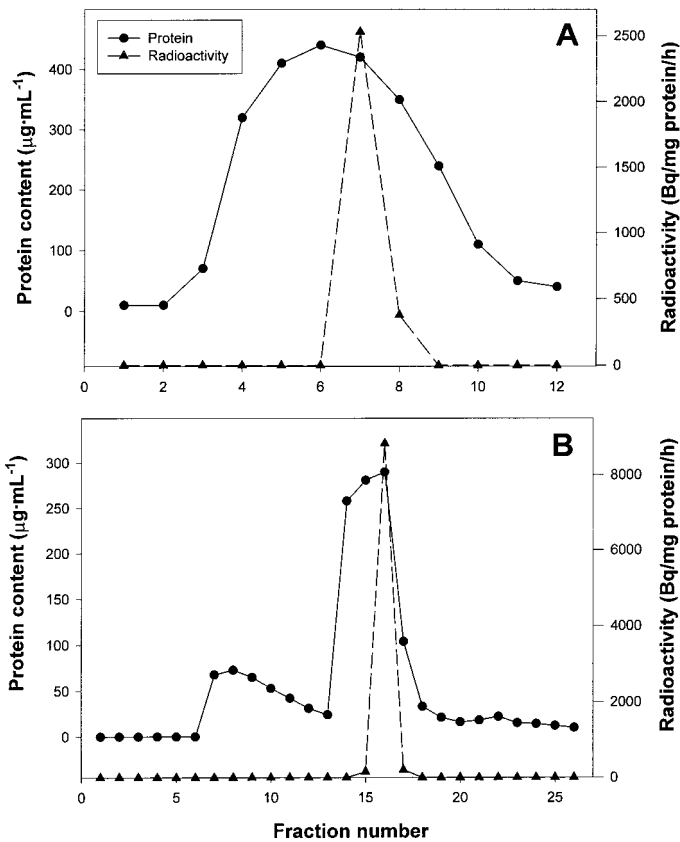 A
Protein
Radioactivity
Protein content (μg·mL⁻¹)
400
300
200
100
0
Radioactivity (Bq/mg protein/h)
2500
2000
1500
1000
500
0
0 2 4 6 8 10 12
B
Protein content (μg·mL⁻¹)
300
250
200
150
100
50
0
Radioactivity (Bq/mg protein/h)
8000
6000
4000
2000
0
0 5 10 15 20 25
Fraction number